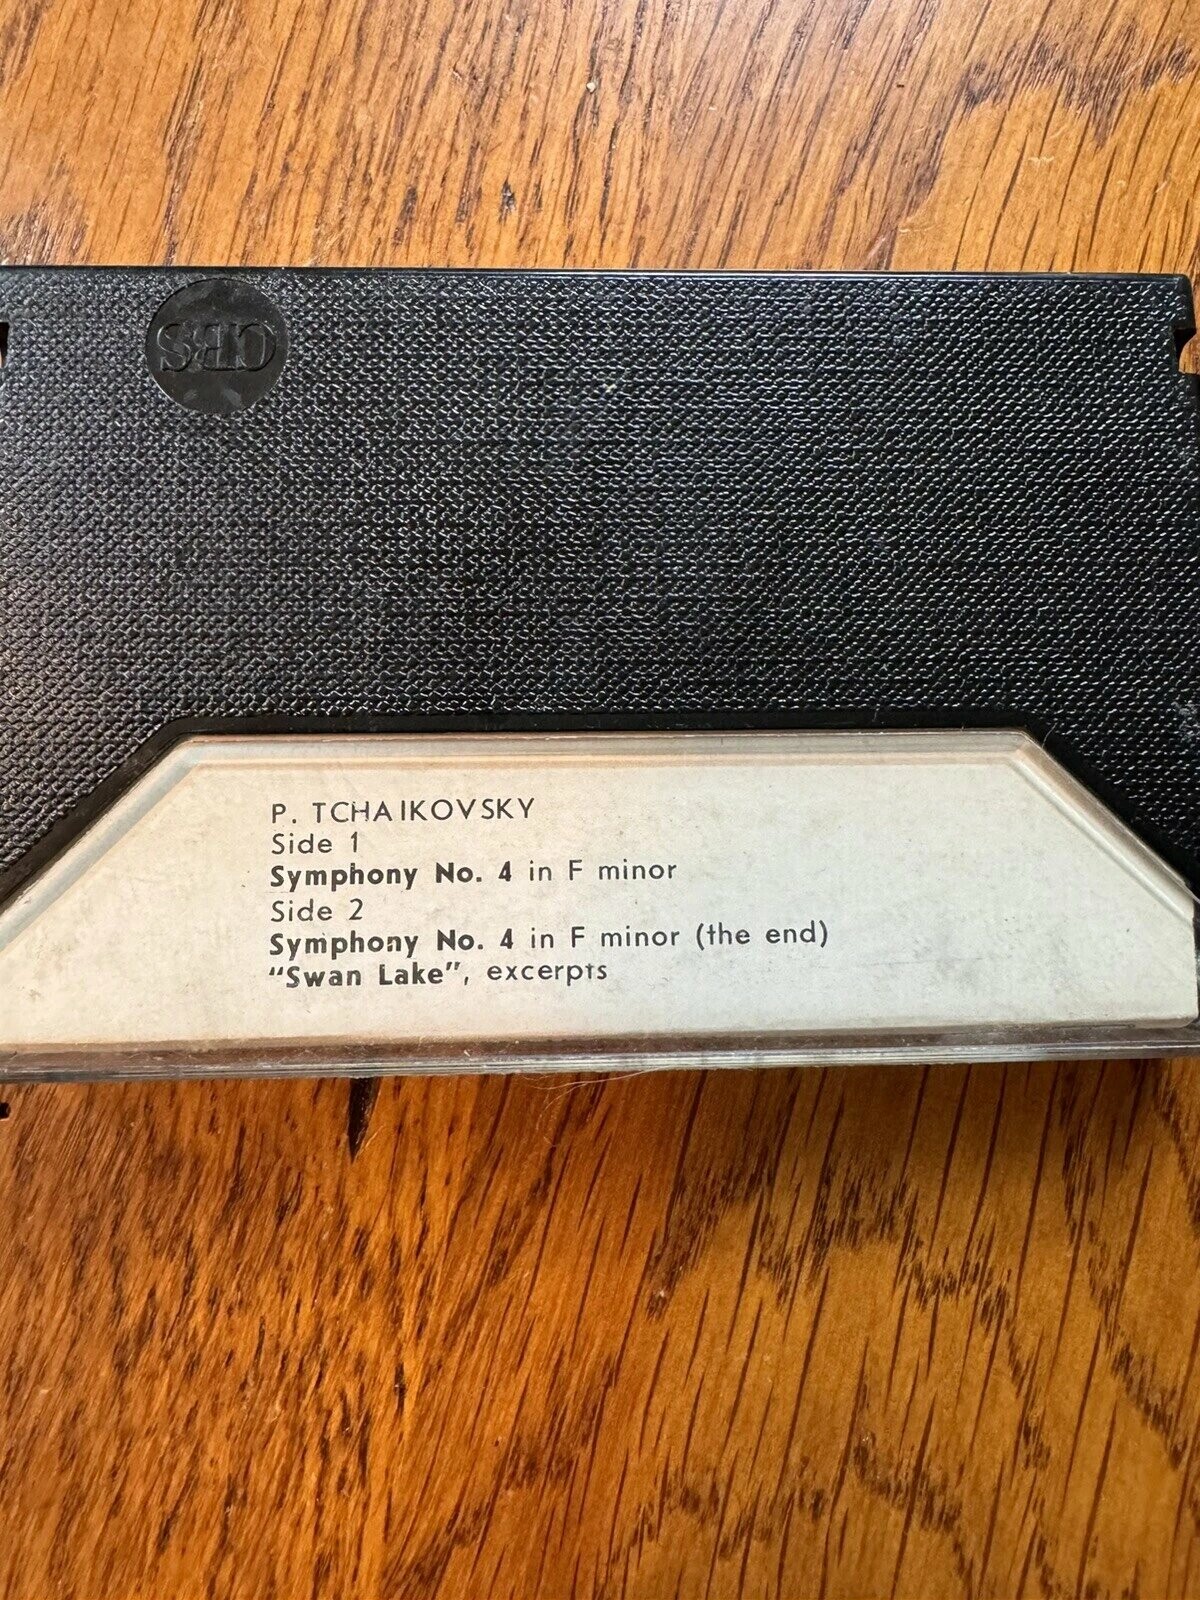 CBS
P. TCHAIKOVSKY
Side 1
Symphony No. 4 in F minor
Side 2
Symphony No. 4 in F minor (the end)
"Swan Lake", excerpts